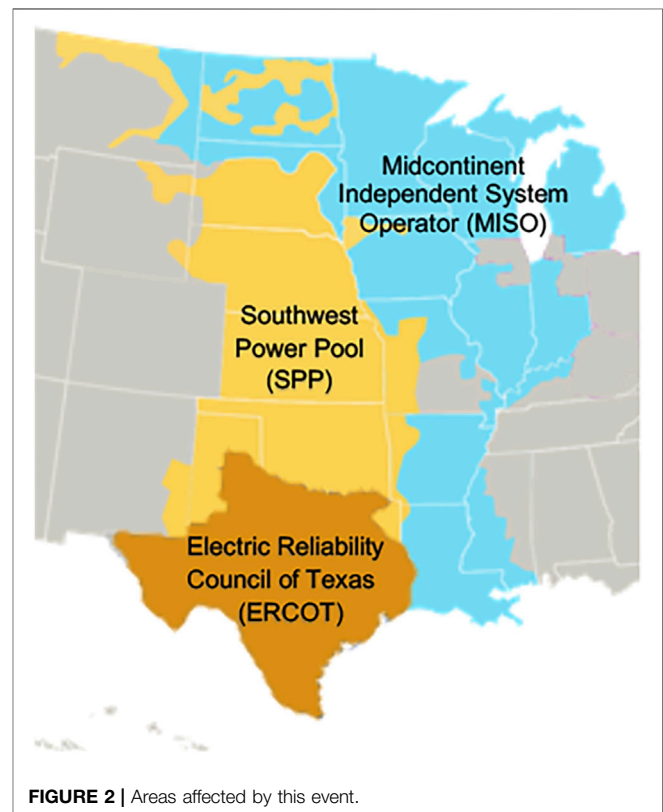 Midcontinent
Independent System
Operator (MISO)
Southwest
Power Pool
(SPP)
Electric Reliability
Council of Texas
(ERCOT)
FIGURE 2 | Areas affected by this event.